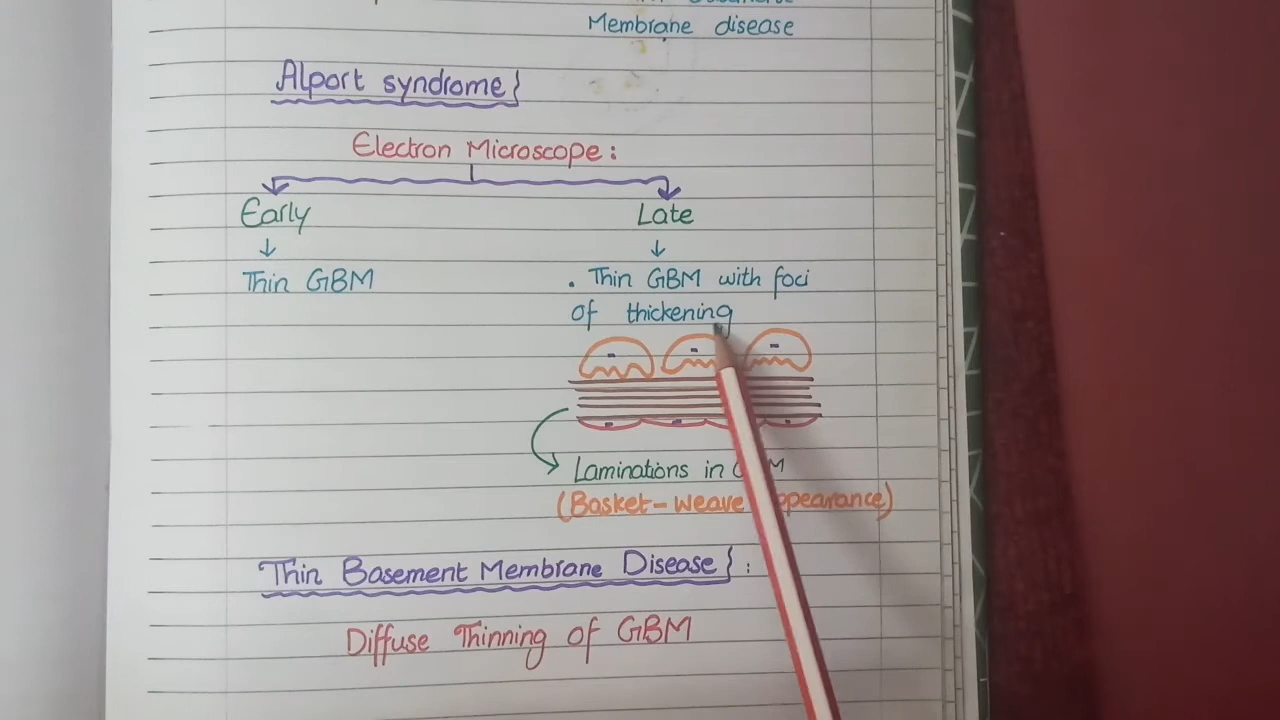 Membrane disease
Alport syndrome}
Electron Microscope:
Early
Late
↓
↓
Thin GBM
. Thin GBM with foci
of thickening
Laminations in
(Basket-weave
Thin Basement Membrane Disease} :
Diffuse Thinning of GBM